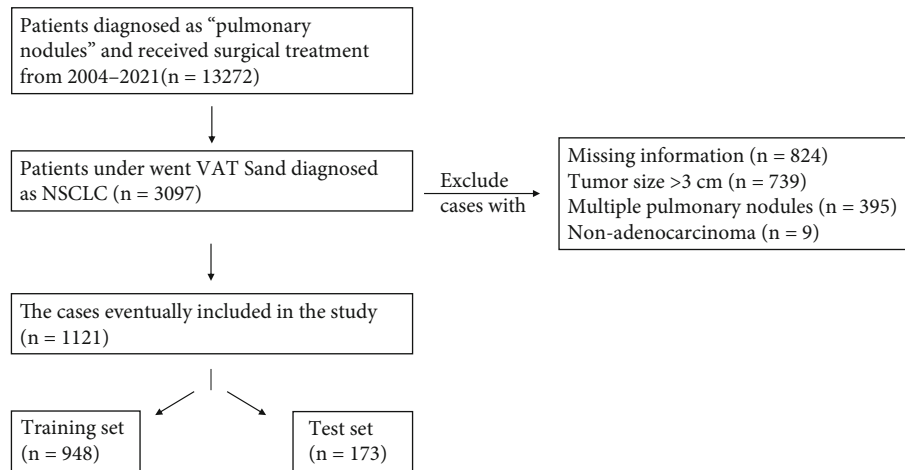 Patients diagnosed as “pulmonary
nodules” and received surgical treatment
from 2004–2021(n = 13272)
Patients under went VAT Sand diagnosed
as NSCLC (n = 3097)
Exclude
cases with
Missing information (n = 824)
Tumor size >3 cm (n = 739)
Multiple pulmonary nodules (n = 395)
Non-adenocarcinoma (n = 9)
The cases eventually included in the study
(n = 1121)
Training set
(n = 948)
Test set
(n = 173)